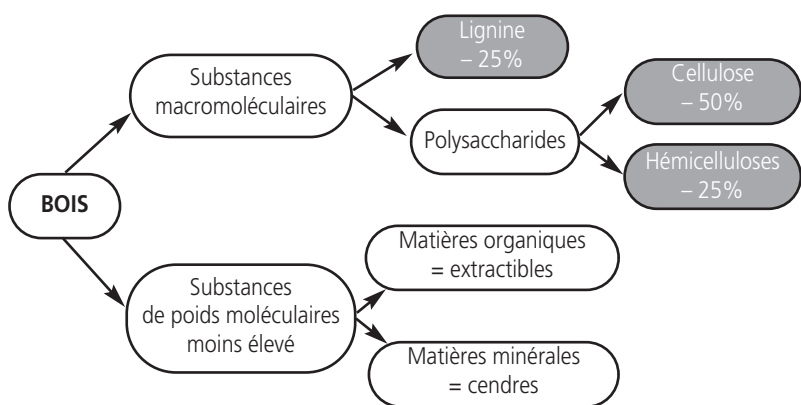 Lignine
– 25%
Substances
macromoléculaires
Cellulose
– 50%
Polysaccharides
Hémicelluloses
– 25%
BOIS
Matières organiques
= extractibles
Substances
de poids moléculaires
moins élevé
Matières minérales
= cendres